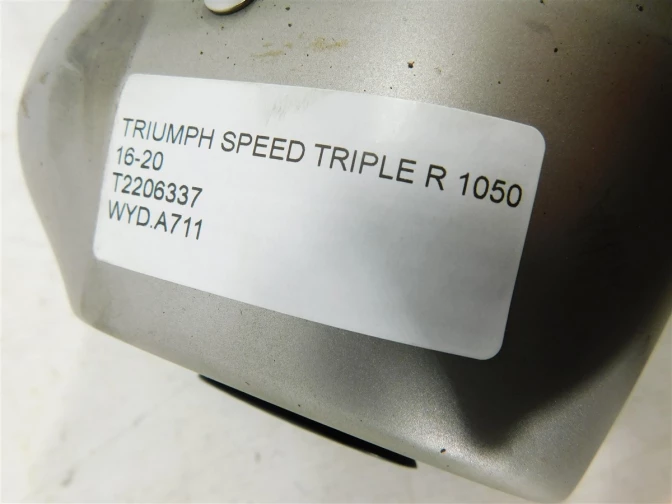 TRIUMPH SPEED TRIPLE R 1050
16-20
T2206337
WYD.A711